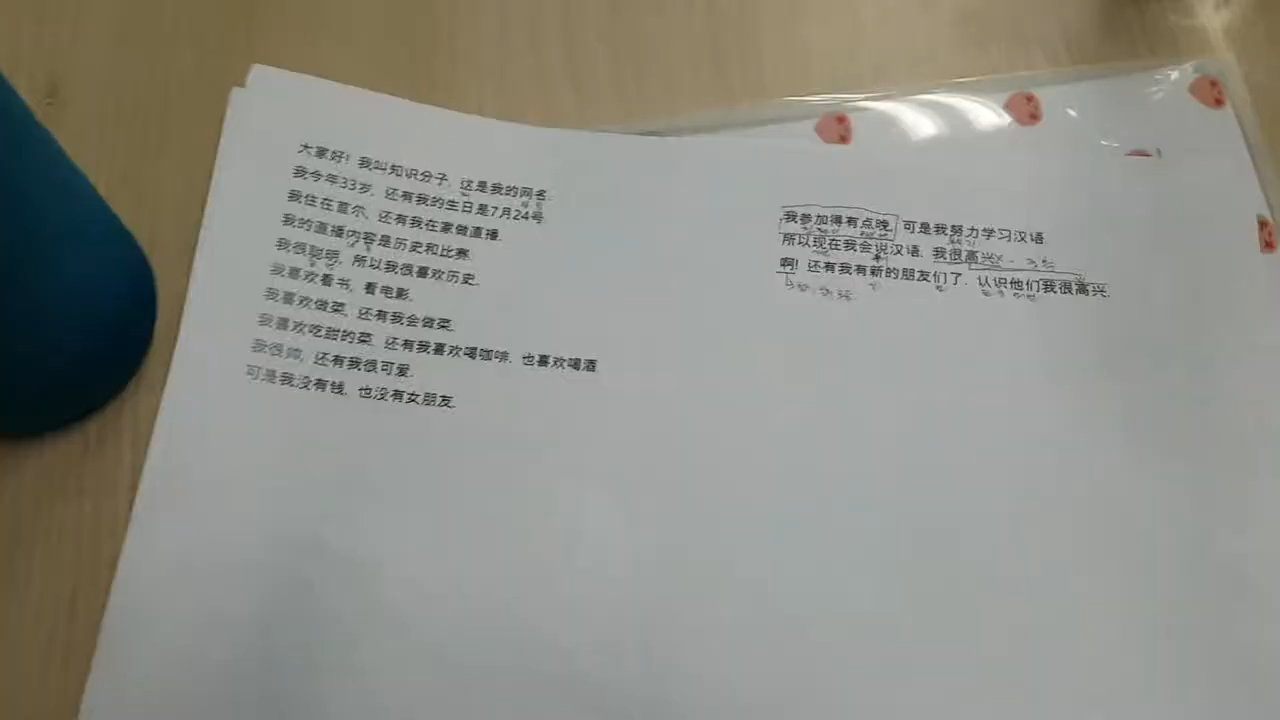 大家好! 我叫知识分子, 这是我的网名.
我今年33岁, 还有我的生日是7月24号
我住在首尔, 还有我在家做直播.
我的直播内容是历史和比赛.
我很聪明, 所以我很喜欢历史.
我喜欢看书, 看电影.
我喜欢做菜, 还有我会做菜.
我喜欢吃甜的菜, 还有我喜欢喝咖啡, 也喜欢喝酒
我很帅, 还有我很可爱.
可是我没有钱, 也没有女朋友.
我参加得有点晚, 可是我努力学习汉语.
所以现在我会说汉语, 我很高兴
啊! 还有我有新的朋友们了, 认识他们我很高兴.